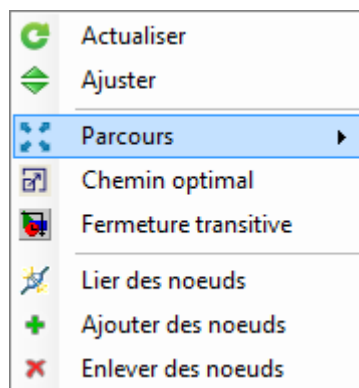 Actualiser
Ajuster
Parcours
Chemin optimal
Fermeture transitive
Lier des noeuds
Ajouter des noeuds
Enlever des noeuds